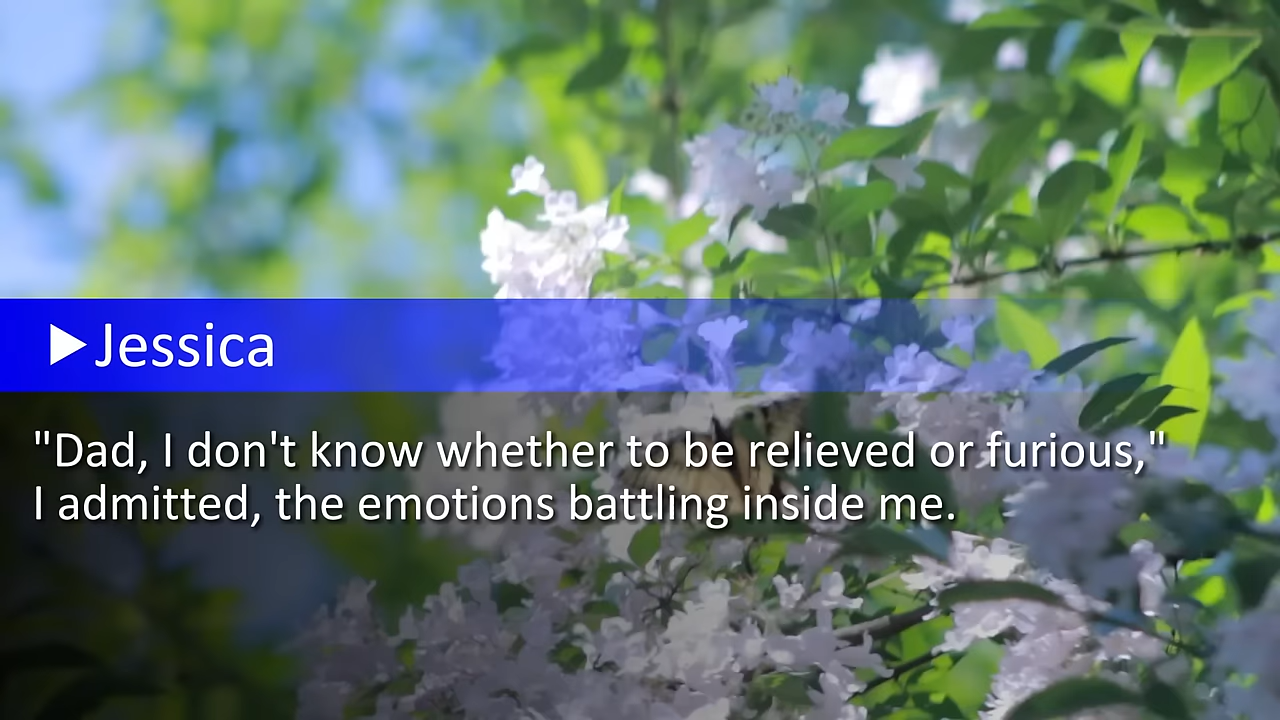 Jessica
"Dad, I don't know whether to be relieved or furious,"
I admitted, the emotions battling inside me.